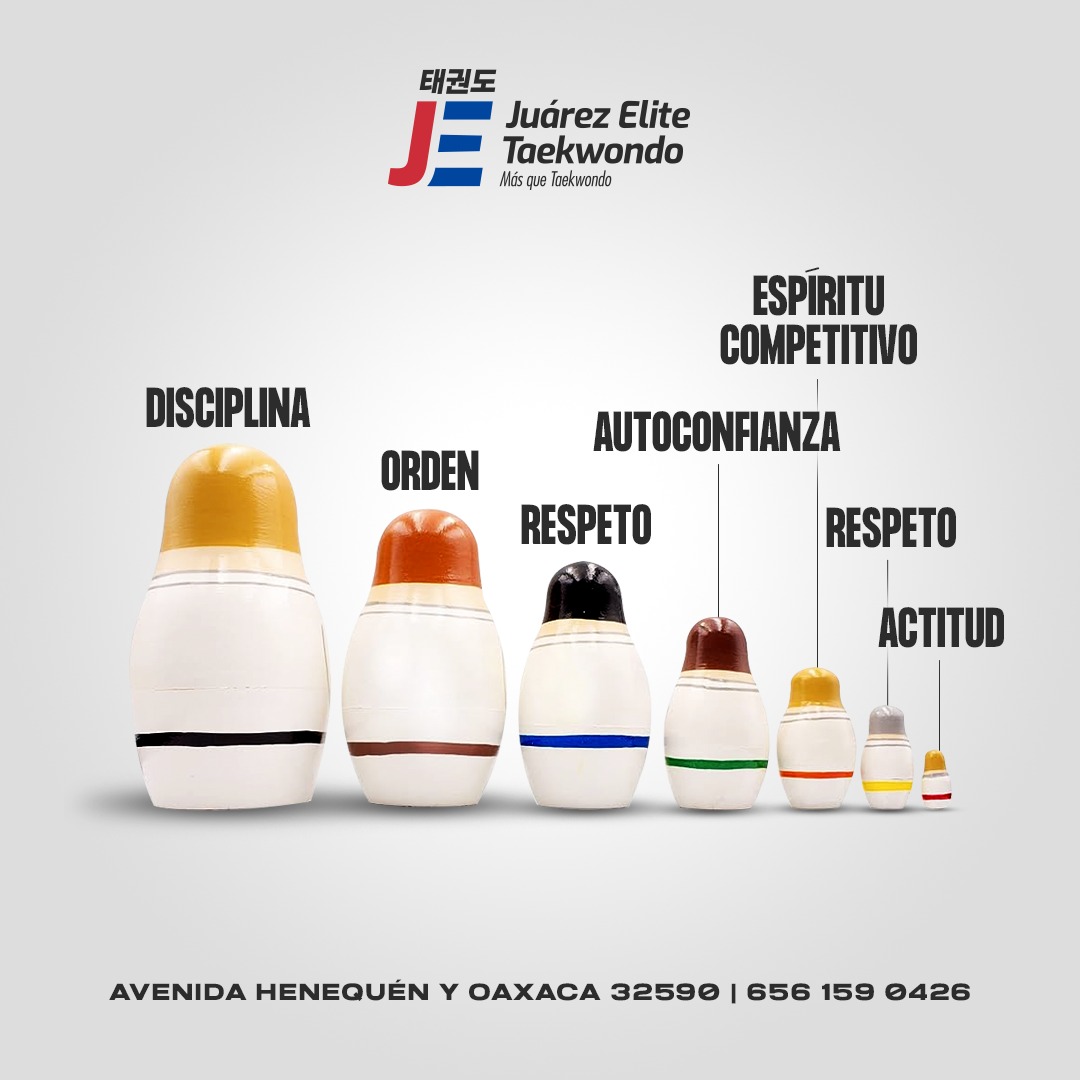 태권도
JE
Juárez Elite
Taekwondo
Más que Taekwondo
ESPÍRITU
COMPETITIVO
DISCIPLINA
AUTOCONFIANZA
ORDEN
RESPETO
RESPETO
ACTITUD
AVENIDA HENEQUÉN Y OAXACA 32590 | 656 159 0426